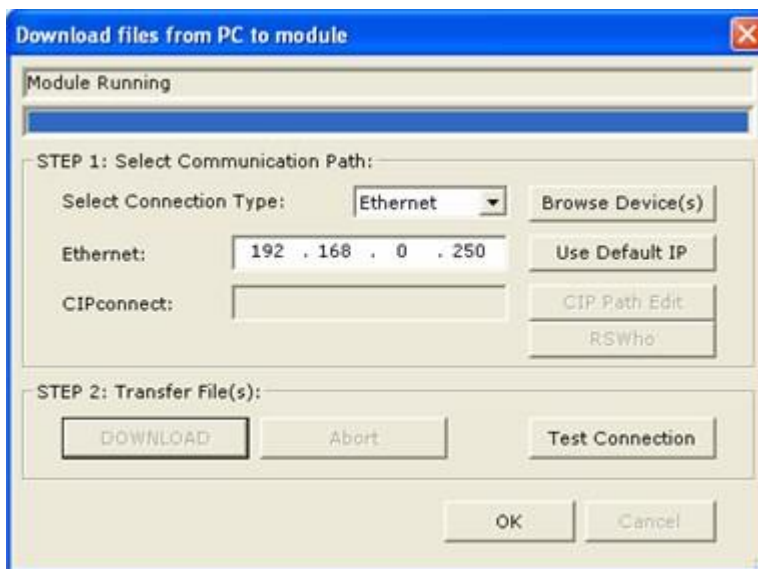 Download files from PC to module
Module Running
STEP 1: Select Communication Path:
Select Connection Type: Ethernet Browse Device(s)
Ethernet: 192 . 168 . 0 . 250 Use Default IP
CIPconnect: CIP Path Edit
RSWho
STEP 2: Transfer File(s):
DOWNLOAD Abort Test Connection
OK Cancel